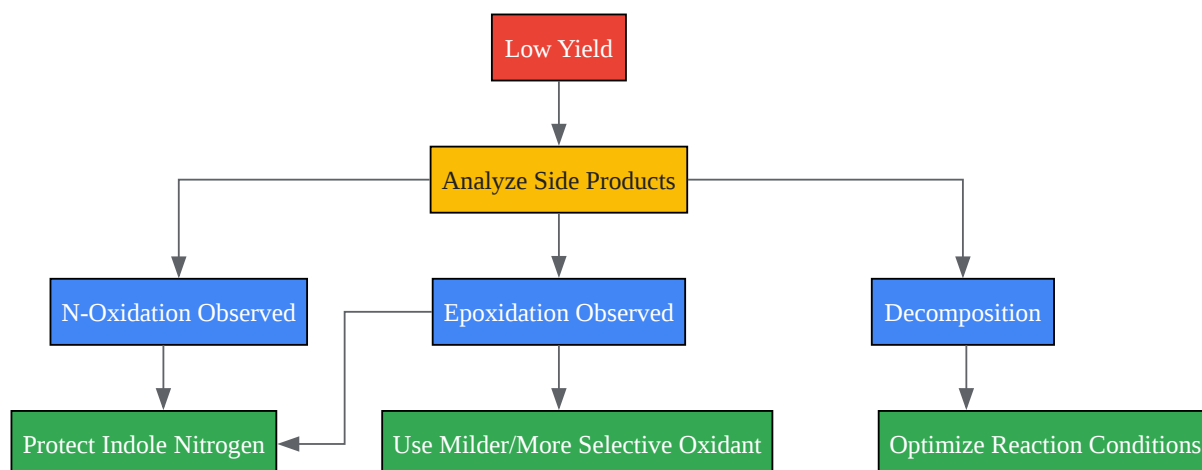 Low Yield
Analyze Side Products
N-Oxidation Observed
Epoxidation Observed
Decomposition
Protect Indole Nitrogen
Use Milder/More Selective Oxidant
Optimize Reaction Conditions